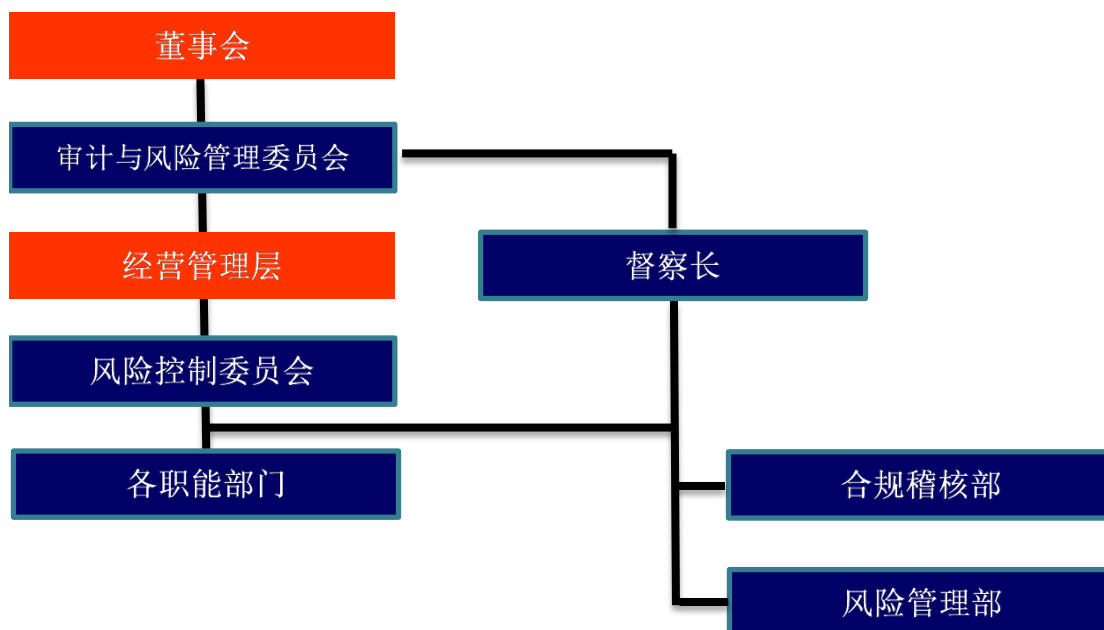 董事会
审计与风险管理委员会
经营管理层
督察长
风险控制委员会
各职能部门
合规稽核部
风险管理部